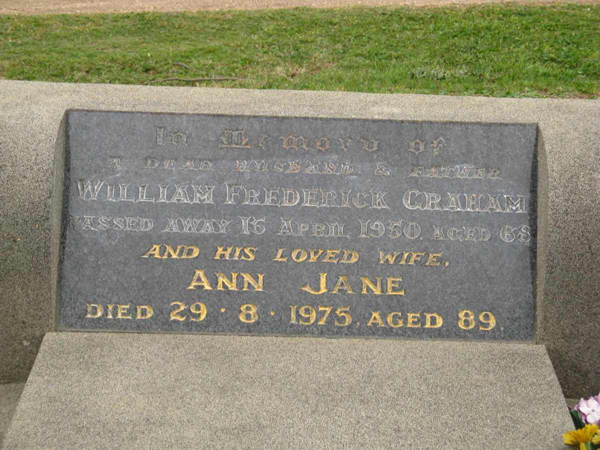 In Memory of
A DEAR HUSBAND & FATHER
WILLIAM FREDERICK GRAHAM
PASSED AWAY 16 APRIL 1950 AGED 68
AND HIS LOVED WIFE.
ANN JANE
DIED 29 · 8 · 1975. AGED 89.